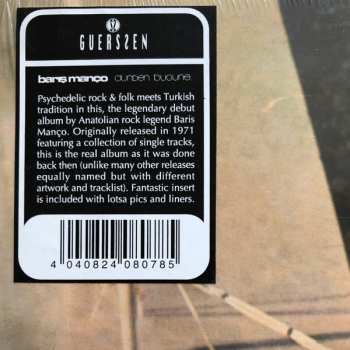 GUERSSEN
barıs manço dunden bugune.
Psychedelic rock & folk meets Turkish
tradition in this, the legendary debut
album by Anatolian rock legend Baris
Manço. Originally released in 1971
featuring a collection of single tracks,
this is the real album as it was done
back then (unlike many other releases
equally named but with different
artwork and tracklist). Fantastic insert
is included with lotsa pics and liners.
4 040824 080785